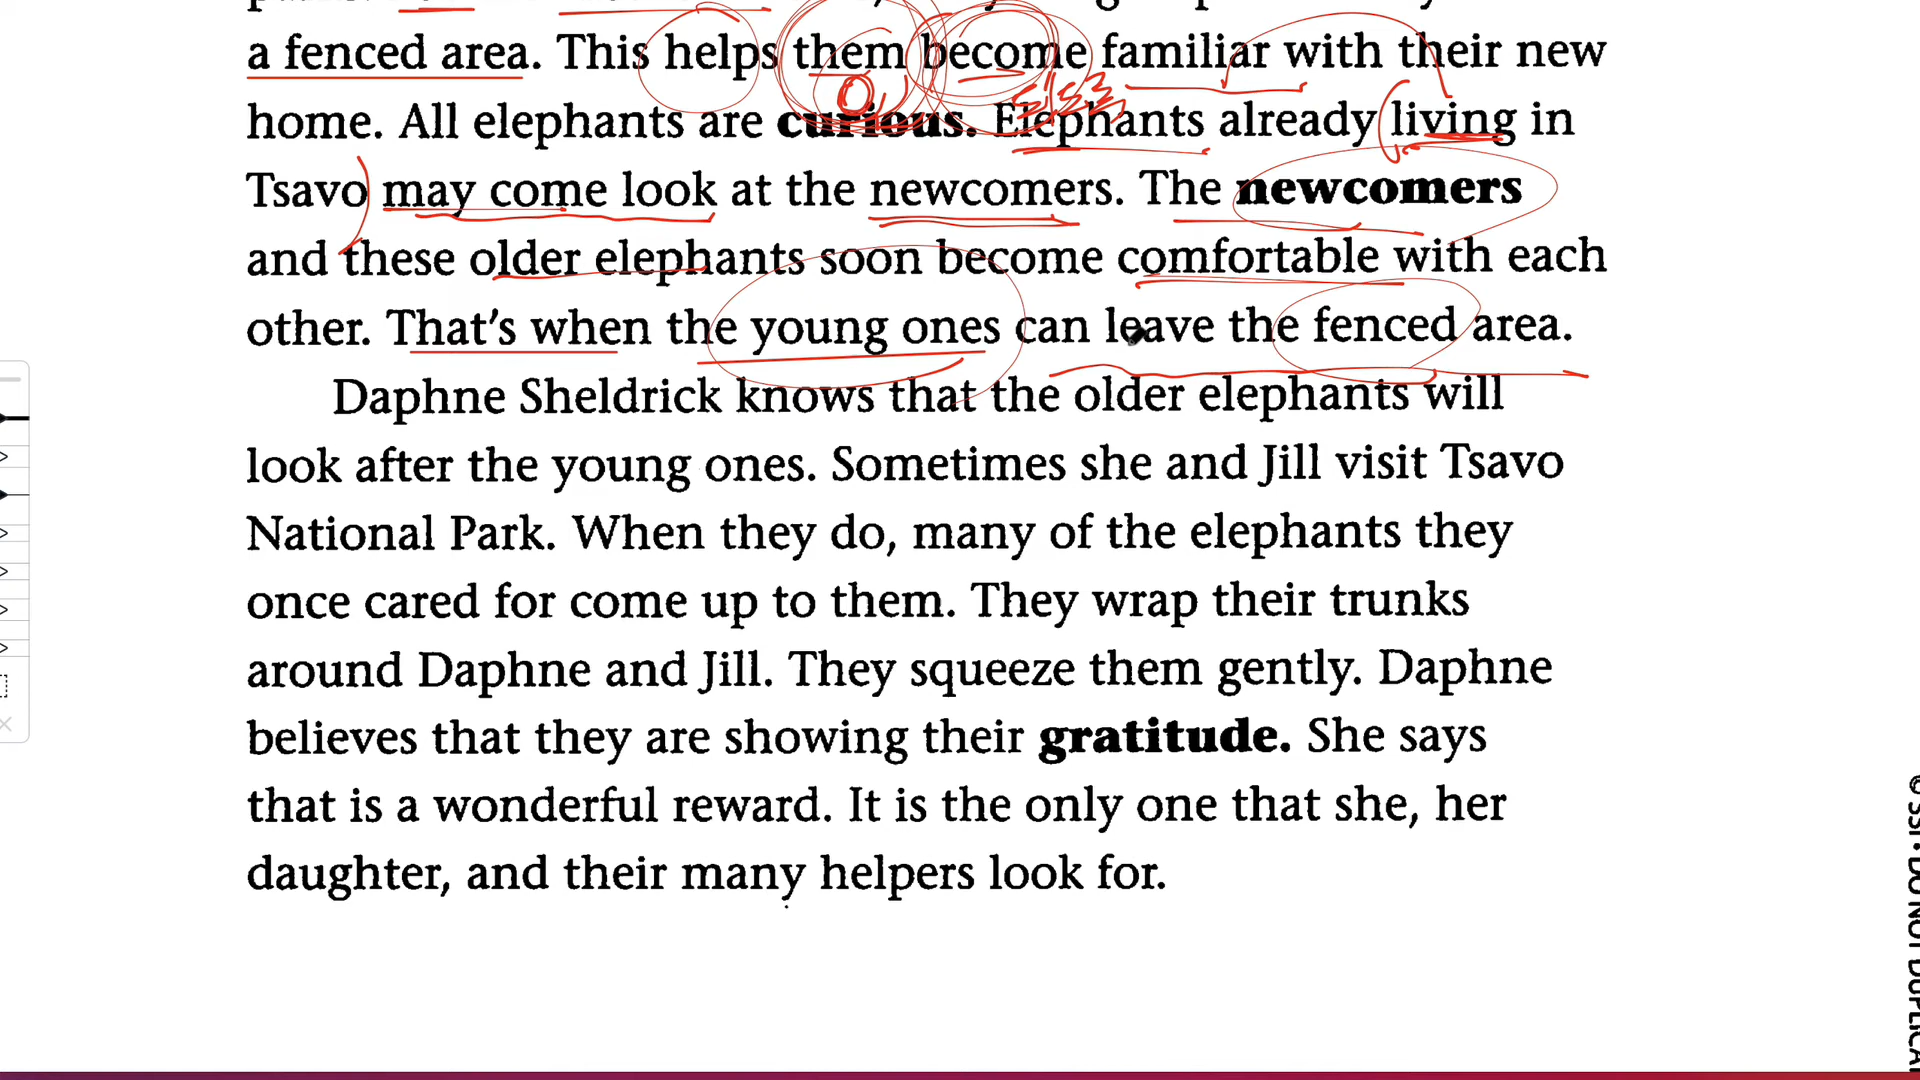 a fenced area. This helps them become familiar with their new
home. All elephants are curious. Elephants already living in
Tsavo may come look at the newcomers. The newcomers
and these older elephants soon become comfortable with each
other. That's when the young ones can leave the fenced area.
Daphne Sheldrick knows that the older elephants will
look after the young ones. Sometimes she and Jill visit Tsavo
National Park. When they do, many of the elephants they
once cared for come up to them. They wrap their trunks
around Daphne and Jill. They squeeze them gently. Daphne
believes that they are showing their gratitude. She says
that is a wonderful reward. It is the only one that she, her
daughter, and their many helpers look for.